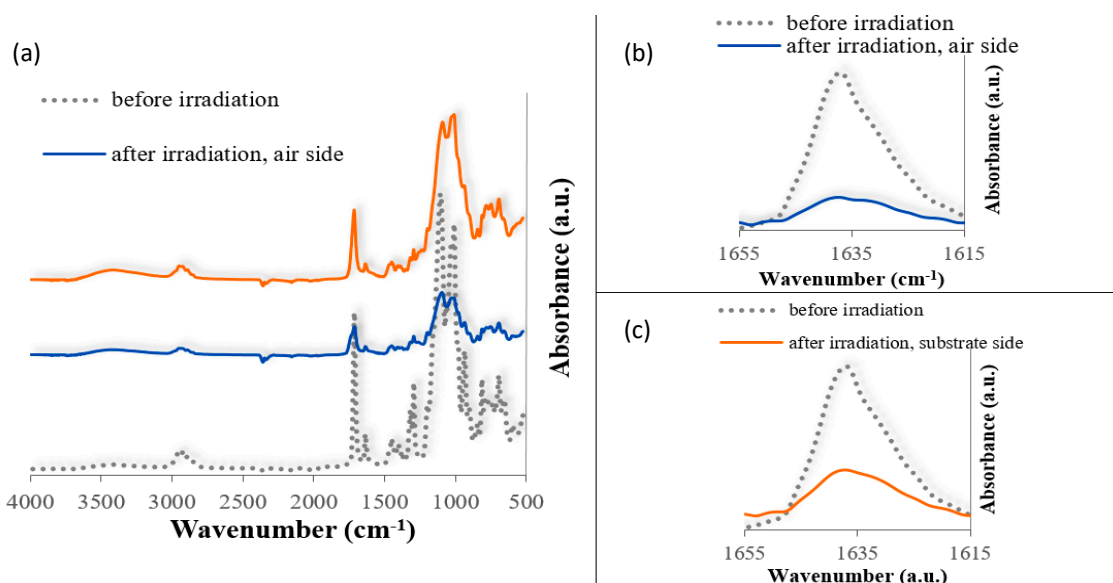 (a)
before irradiation
after irradiation, air side
Absorbance (a.u.)
4000 3500 3000 2500 2000 1500 1000 500
Wavenumber (cm-1)
(b)
before irradiation
after irradiation, air side
Absorbance (a.u.)
1655 1635 1615
Wavenumber (cm-1)
(c)
before irradiation
after irradiation, substrate side
Absorbance (a.u.)
1655 1635 1615
Wavenumber (a.u.)